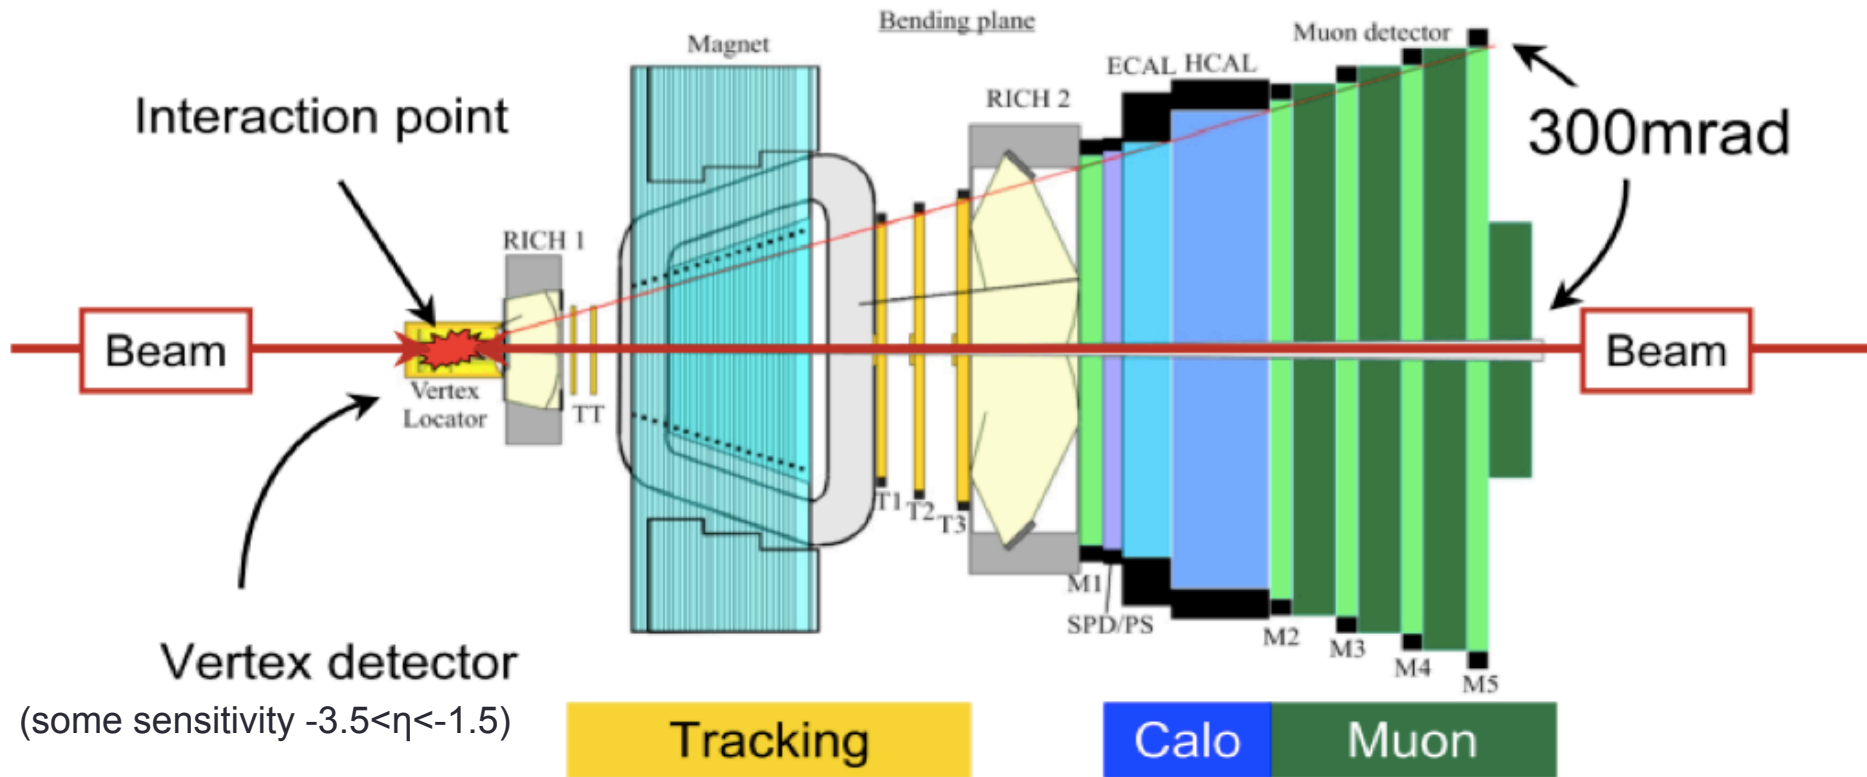 Bending plane
Magnet
Muon detector
ECAL
HCAL
RICH 2
Interaction point
300mrad
RICH 1
Beam
Beam
Vertex
Locator
TT
T1
T2
T3
M1
SPD/PS
M2
M3
M4
M5
Vertex detector
(some sensitivity -3.5<η<-1.5)
Tracking
Calo
Muon